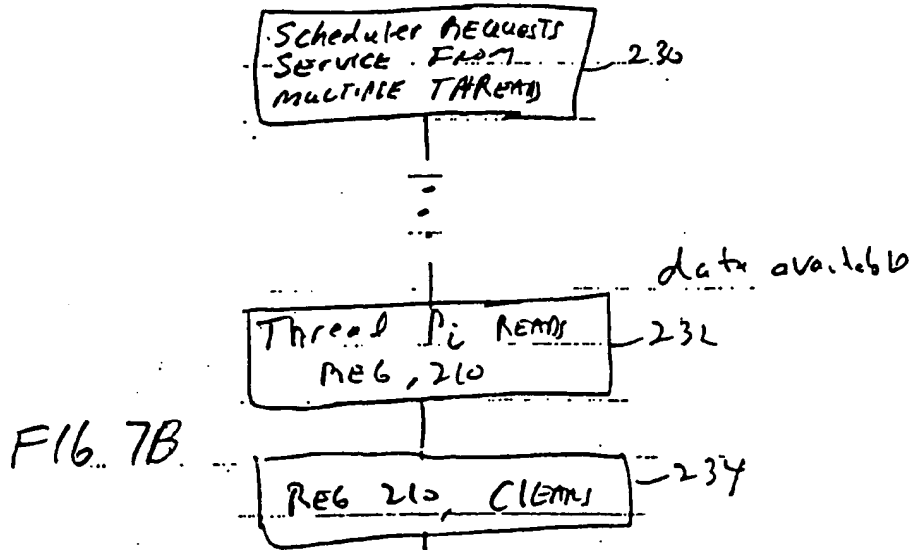 Scheduler REQUESTS
SERVICE FROM
MULTIPLE THREADS
230
data available
Thread Pi READS
REG, 210
232
FIG. 7B
REG 210, CLEARS
234